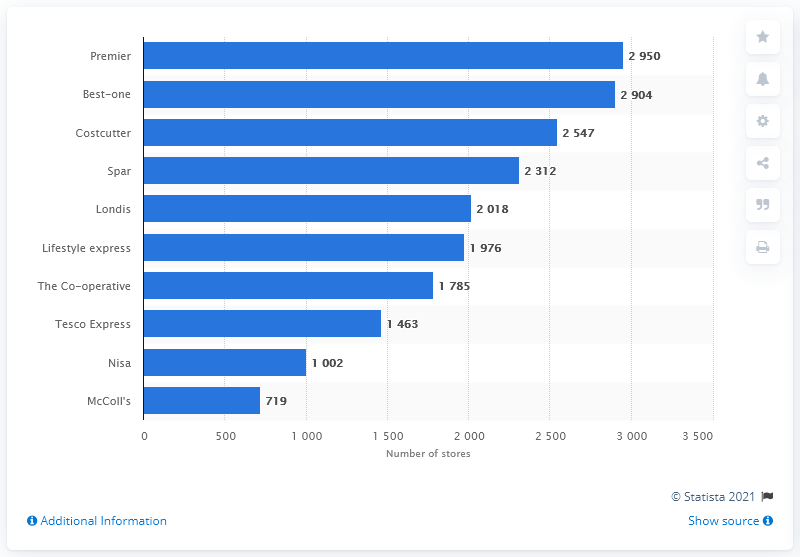 Premier 2 950
Best-one 2 904
Costcutter 2 547
Spar 2 312
Londis 2 018
Lifestyle express 1 976
The Co-operative 1 785
Tesco Express 1 463
Nisa 1 002
McColl's 719
0 500 1 000 1 500 2 000 2 500 3 000 3 500
Number of stores
© Statista 2021
Additional Information Show source